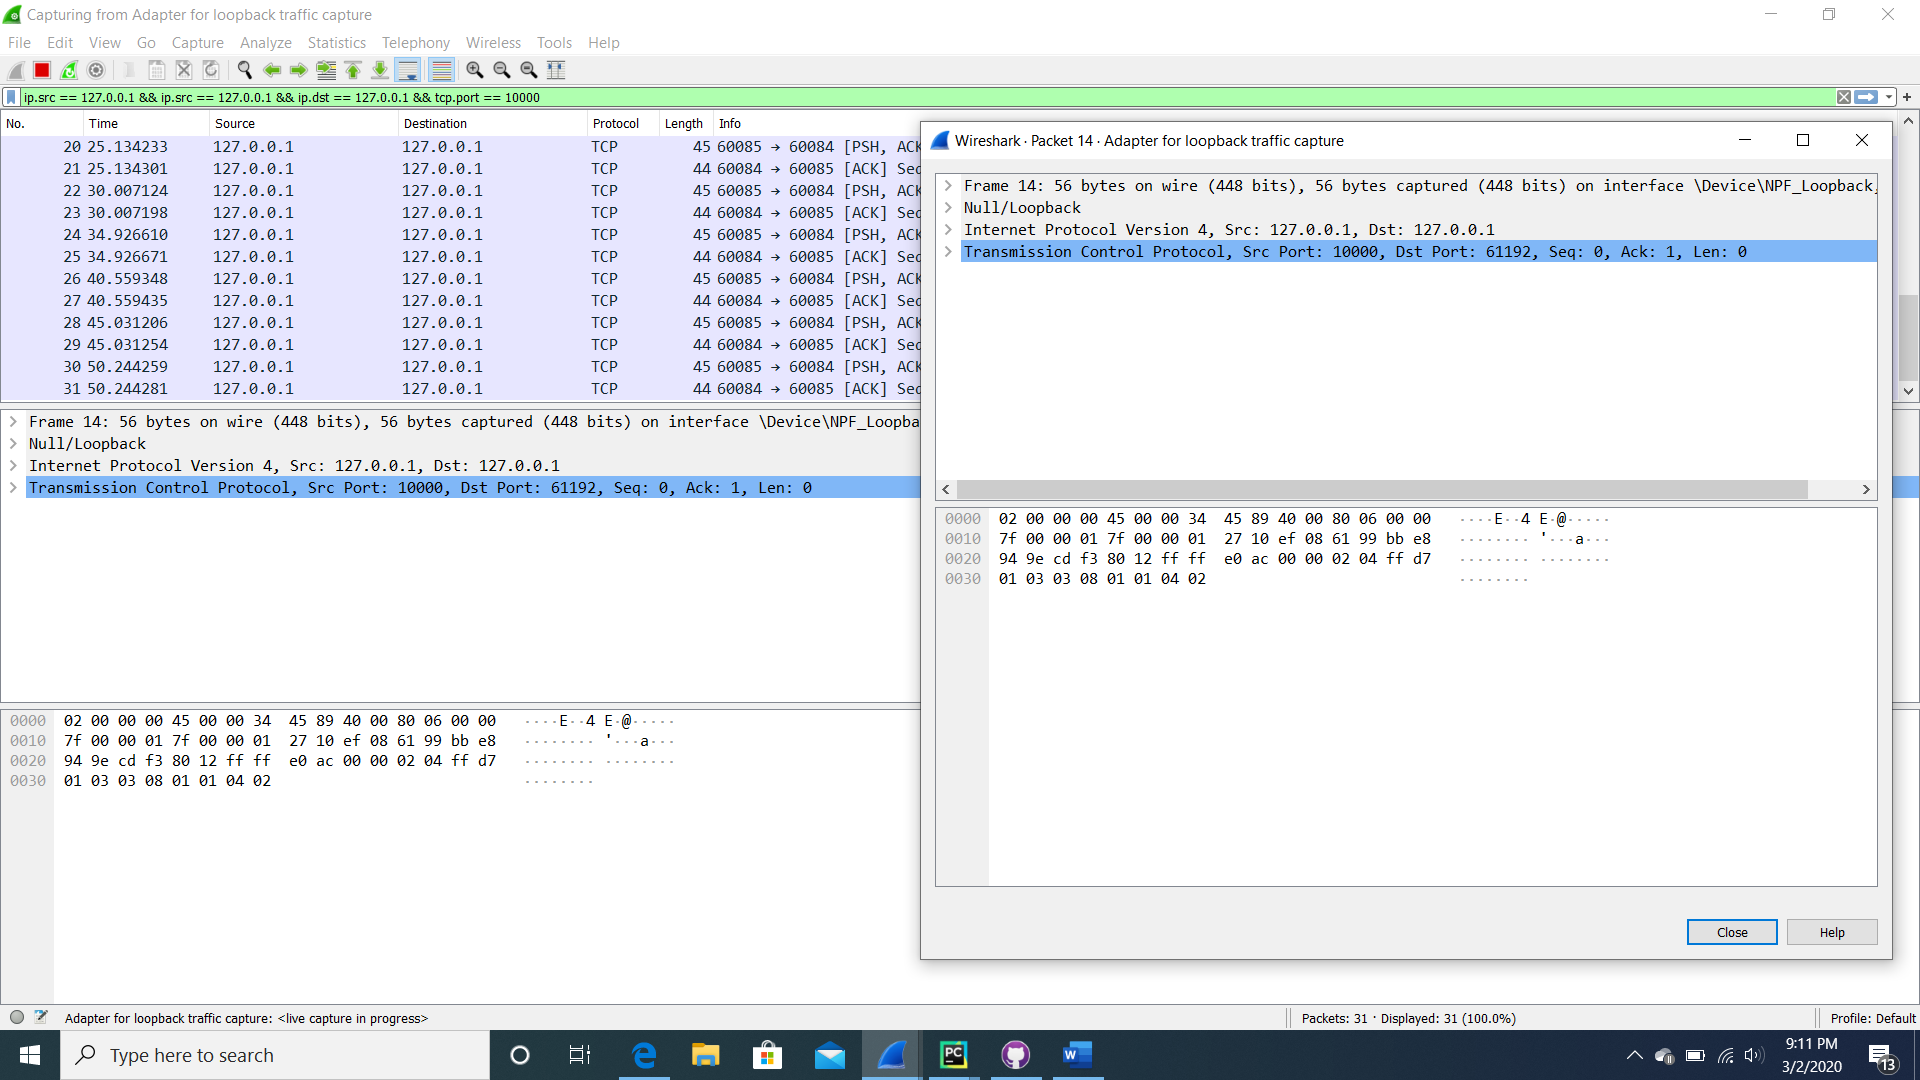 Capturing from Adapter for loopback traffic capture
File Edit View Go Capture Analyze Statistics Telephony Wireless Tools Help
ip.src == 127.0.0.1 && ip.src == 127.0.0.1 && ip.dst == 127.0.0.1 && tcp.port == 10000
No. Time Source Destination Protocol Length Info
20 25.134233 127.0.0.1 127.0.0.1 TCP 45 60085 → 60084 [PSH, ACK
21 25.134301 127.0.0.1 127.0.0.1 TCP 44 60084 → 60085 [ACK] Sec
22 30.007124 127.0.0.1 127.0.0.1 TCP 45 60085 → 60084 [PSH, ACK
23 30.007198 127.0.0.1 127.0.0.1 TCP 44 60084 → 60085 [ACK] Sec
24 34.926610 127.0.0.1 127.0.0.1 TCP 45 60085 → 60084 [PSH, ACK
25 34.926671 127.0.0.1 127.0.0.1 TCP 44 60084 → 60085 [ACK] Sec
26 40.559348 127.0.0.1 127.0.0.1 TCP 45 60085 → 60084 [PSH, ACK
27 40.559435 127.0.0.1 127.0.0.1 TCP 44 60084 → 60085 [ACK] Sec
28 45.031206 127.0.0.1 127.0.0.1 TCP 45 60085 → 60084 [PSH, ACK
29 45.031254 127.0.0.1 127.0.0.1 TCP 44 60084 → 60085 [ACK] Sec
30 50.244259 127.0.0.1 127.0.0.1 TCP 45 60085 → 60084 [PSH, ACK
31 50.244281 127.0.0.1 127.0.0.1 TCP 44 60084 → 60085 [ACK] Sec
Frame 14: 56 bytes on wire (448 bits), 56 bytes captured (448 bits) on interface \Device\NPF_Loopba
Null/Loopback
Internet Protocol Version 4, Src: 127.0.0.1, Dst: 127.0.0.1
Transmission Control Protocol, Src Port: 10000, Dst Port: 61192, Seq: 0, Ack: 1, Len: 0
0000 02 00 00 00 45 00 00 34 45 89 40 00 80 06 00 00 ····E··4 E·@·····
0010 7f 00 00 01 7f 00 00 01 27 10 ef 08 61 99 bb e8 ········ '···a···
0020 94 9e cd f3 80 12 ff ff e0 ac 00 00 02 04 ff d7 ········ ········
0030 01 03 03 08 01 01 04 02 ········
Wireshark · Packet 14 · Adapter for loopback traffic capture
Frame 14: 56 bytes on wire (448 bits), 56 bytes captured (448 bits) on interface \Device\NPF_Loopback,
Null/Loopback
Internet Protocol Version 4, Src: 127.0.0.1, Dst: 127.0.0.1
Transmission Control Protocol, Src Port: 10000, Dst Port: 61192, Seq: 0, Ack: 1, Len: 0
0000 02 00 00 00 45 00 00 34 45 89 40 00 80 06 00 00 ····E··4 E·@·····
0010 7f 00 00 01 7f 00 00 01 27 10 ef 08 61 99 bb e8 ········ '···a···
0020 94 9e cd f3 80 12 ff ff e0 ac 00 00 02 04 ff d7 ········ ········
0030 01 03 03 08 01 01 04 02 ········
Close Help
Adapter for loopback traffic capture: <live capture in progress> Packets: 31 · Displayed: 31 (100.0%) Profile: Default
Type here to search
9:11 PM
3/2/2020
13